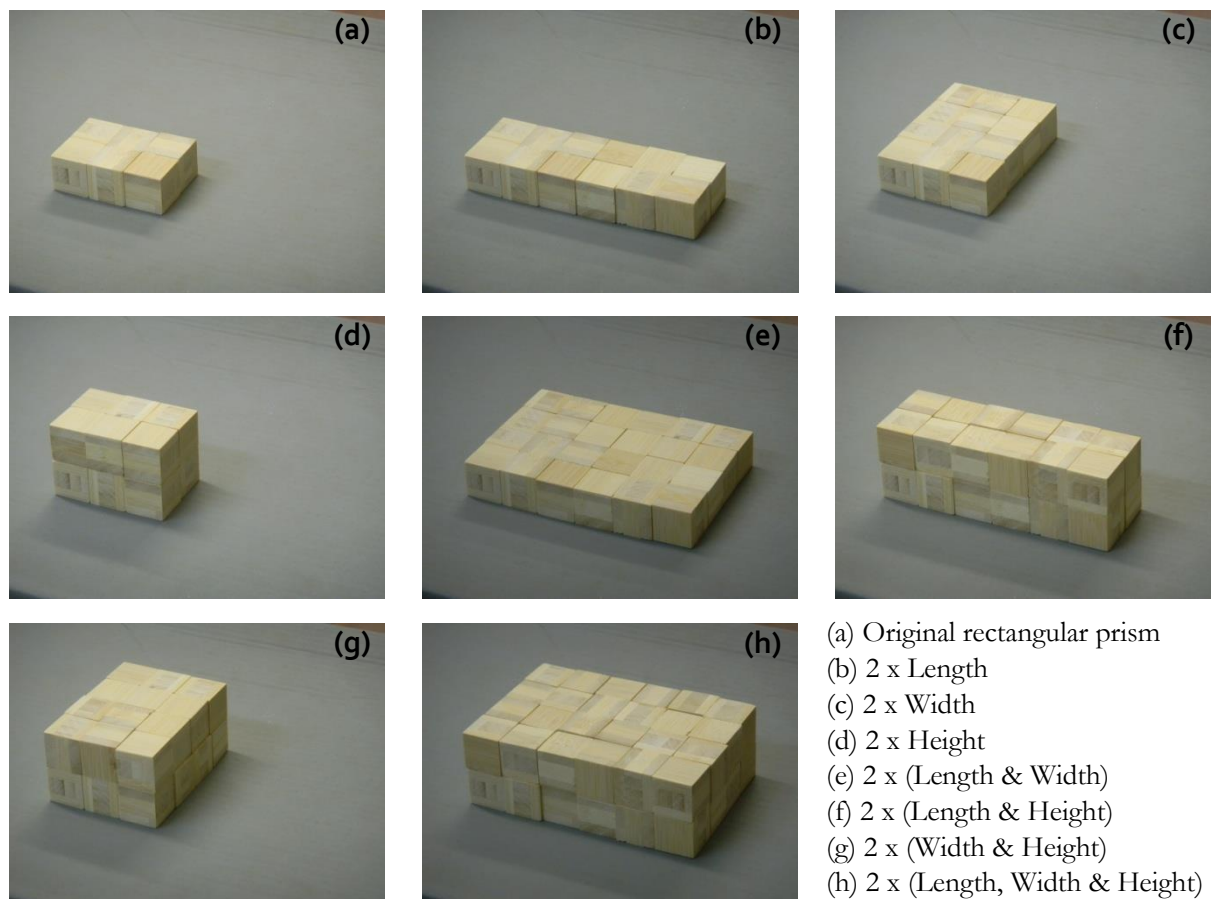 (a)
(b)
(c)
(d)
(e)
(f)
(g)
(h)
(a) Original rectangular prism
(b) 2 x Length
(c) 2 x Width
(d) 2 x Height
(e) 2 x (Length & Width)
(f) 2 x (Length & Height)
(g) 2 x (Width & Height)
(h) 2 x (Length, Width & Height)